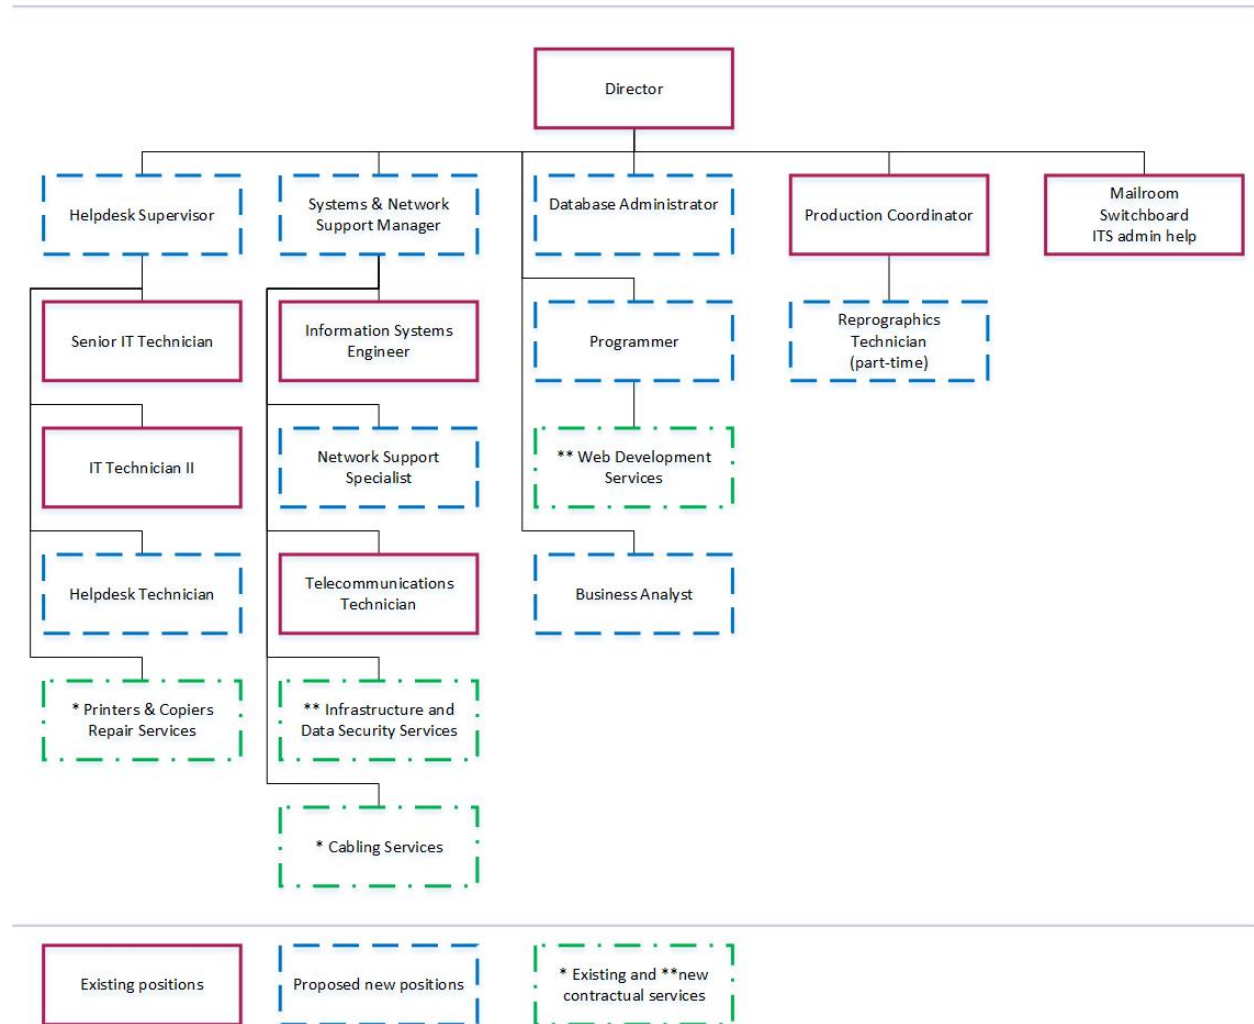 Director
Helpdesk Supervisor
Systems & Network
Support Manager
Database Administrator
Production Coordinator
Mailroom
Switchboard
ITS admin help
Senior IT Technician
Information Systems
Engineer
Programmer
Reprographics
Technician
(part-time)
IT Technician II
Network Support
Specialist
** Web Development
Services
Helpdesk Technician
Telecommunications
Technician
Business Analyst
* Printers & Copiers
Repair Services
** Infrastructure and
Data Security Services
* Cabling Services
Existing positions
Proposed new positions
* Existing and **new
contractual services